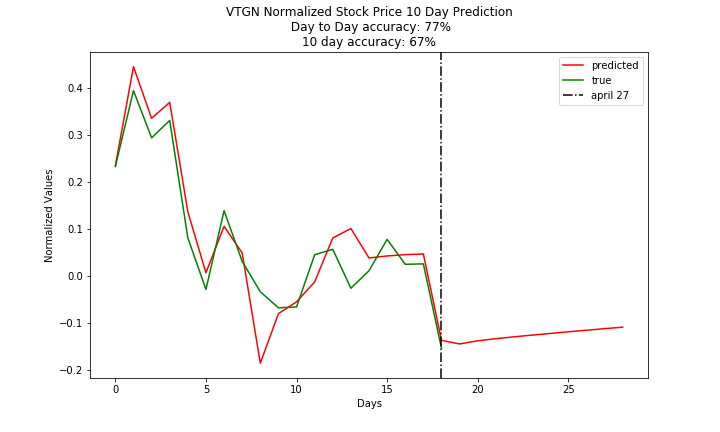 VTGN Normalized Stock Price 10 Day Prediction
Day to Day accuracy: 77%
10 day accuracy: 67%
predicted
true
april 27
Normalized Values
0.4
0.3
0.2
0.1
0.0
−0.1
−0.2
0 5 10 15 20 25
Days